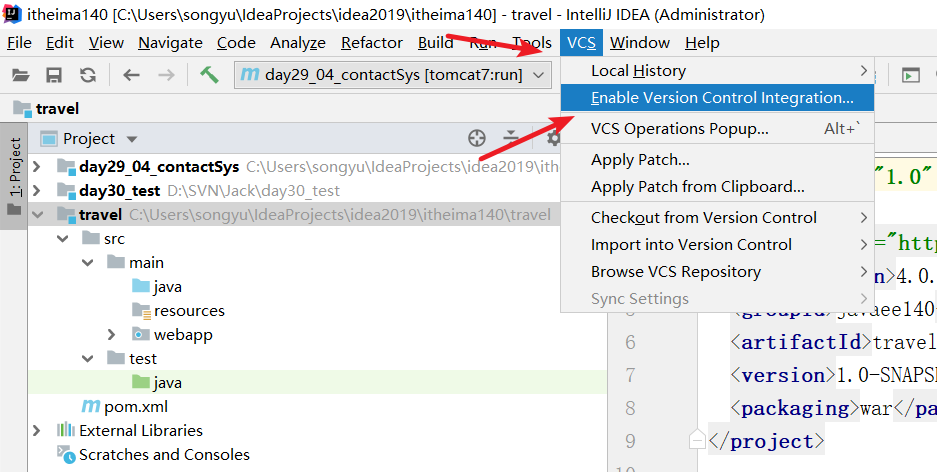 itheima140 [C:\Users\songyu\IdeaProjects\idea2019\itheima140] - travel - IntelliJ IDEA (Administrator)
File Edit View Navigate Code Analyze Refactor Build Run Tools VCS Window Help
day29_04_contactSys [tomcat7:run]
travel
Local History
Enable Version Control Integration...
VCS Operations Popup... Alt+`
Apply Patch...
Apply Patch from Clipboard...
Checkout from Version Control
Import into Version Control
Browse VCS Repository
Sync Settings
1: Project
Project
day29_04_contactSys C:\Users\songyu\IdeaProjects\idea2019\ith
day30_test D:\SVN\Jack\day30_test
travel C:\Users\songyu\IdeaProjects\idea2019\itheima140\travel
src
main
java
resources
webapp
test
java
pom.xml
External Libraries
Scratches and Consoles
"1.0"
="http
n>4.0.
6 <artifactId>travel
7 <version>1.0-SNAPSH
8 <packaging>war</pa
9 </project>